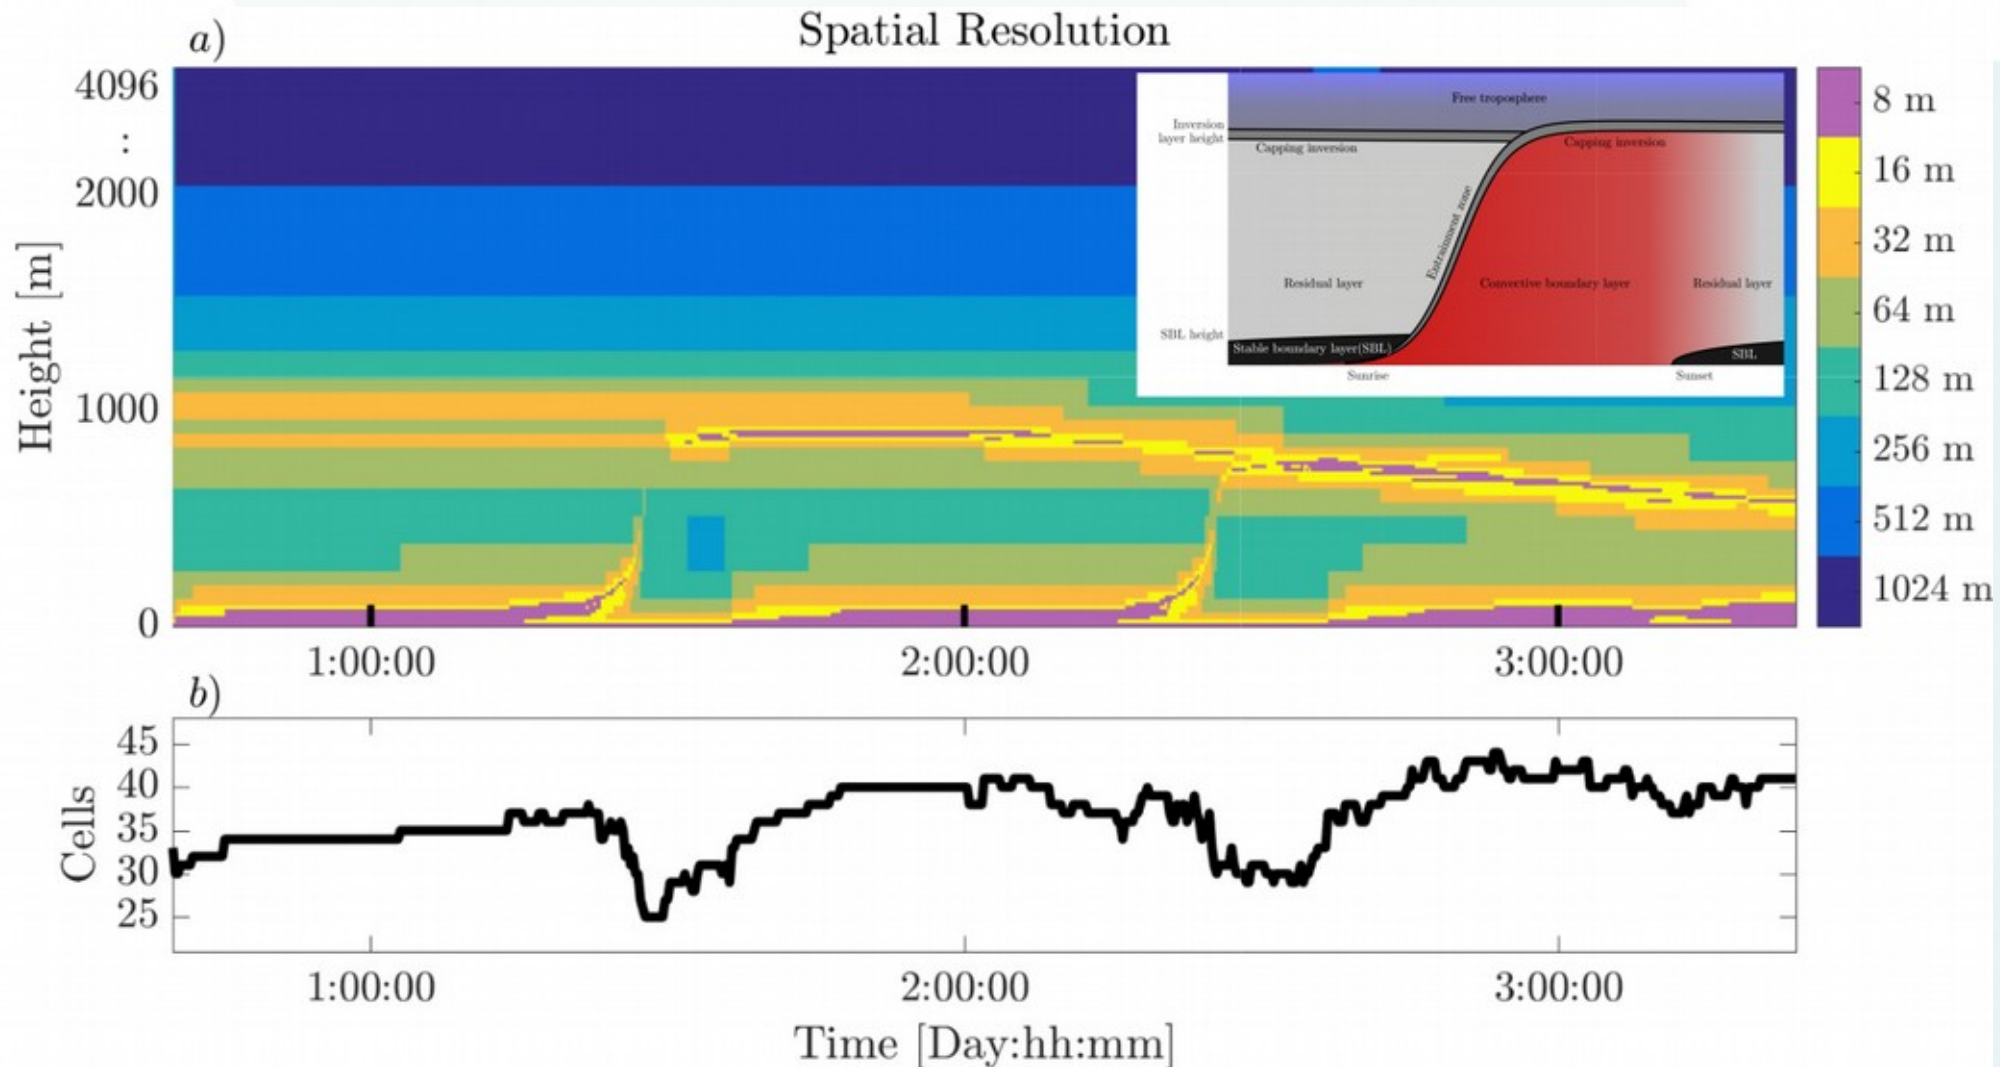 a)
Spatial Resolution
4096
:
2000
1000
0
Height [m]
Free troposphere
Inversion
layer height
Capping inversion
Capping inversion
Entrainment zone
Residual layer
Convective boundary layer
Residual layer
SBL height
Stable boundary layer(SBL)
SBL
Sunrise
Sunset
8 m
16 m
32 m
64 m
128 m
256 m
512 m
1024 m
1:00:00
2:00:00
3:00:00
b)
45
40
35
30
25
Cells
1:00:00
2:00:00
3:00:00
Time [Day:hh:mm]